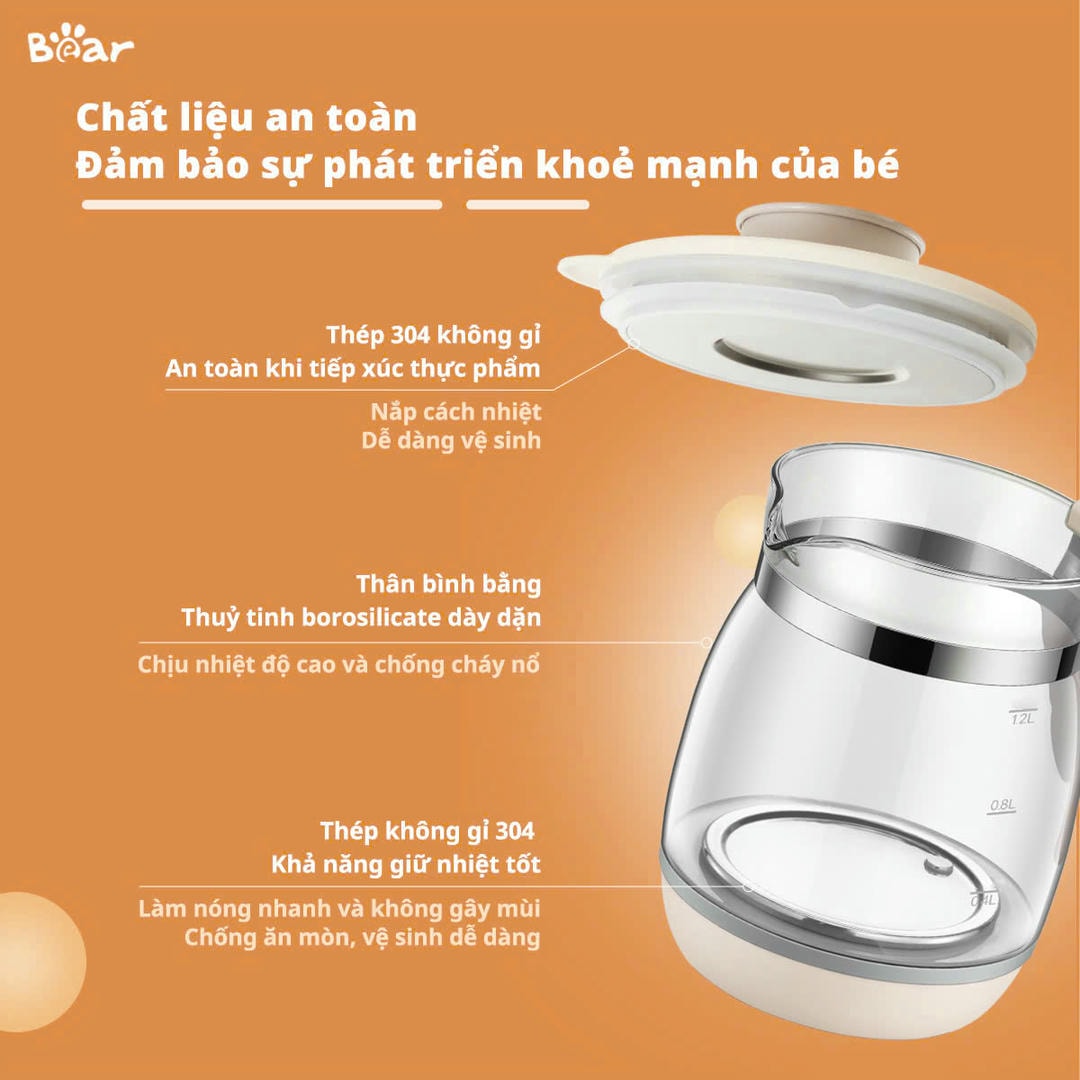 Bear
Chất liệu an toàn
Đảm bảo sự phát triển khoẻ mạnh của bé
Thép 304 không gỉ
An toàn khi tiếp xúc thực phẩm
Nắp cách nhiệt
Dễ dàng vệ sinh
Thân bình bằng
Thuỷ tinh borosilicate dày dặn
Chịu nhiệt độ cao và chống cháy nổ
1.2L
0.8L
Thép không gỉ 304
Khả năng giữ nhiệt tốt
0.4L
Làm nóng nhanh và không gây mùi
Chống ăn mòn, vệ sinh dễ dàng